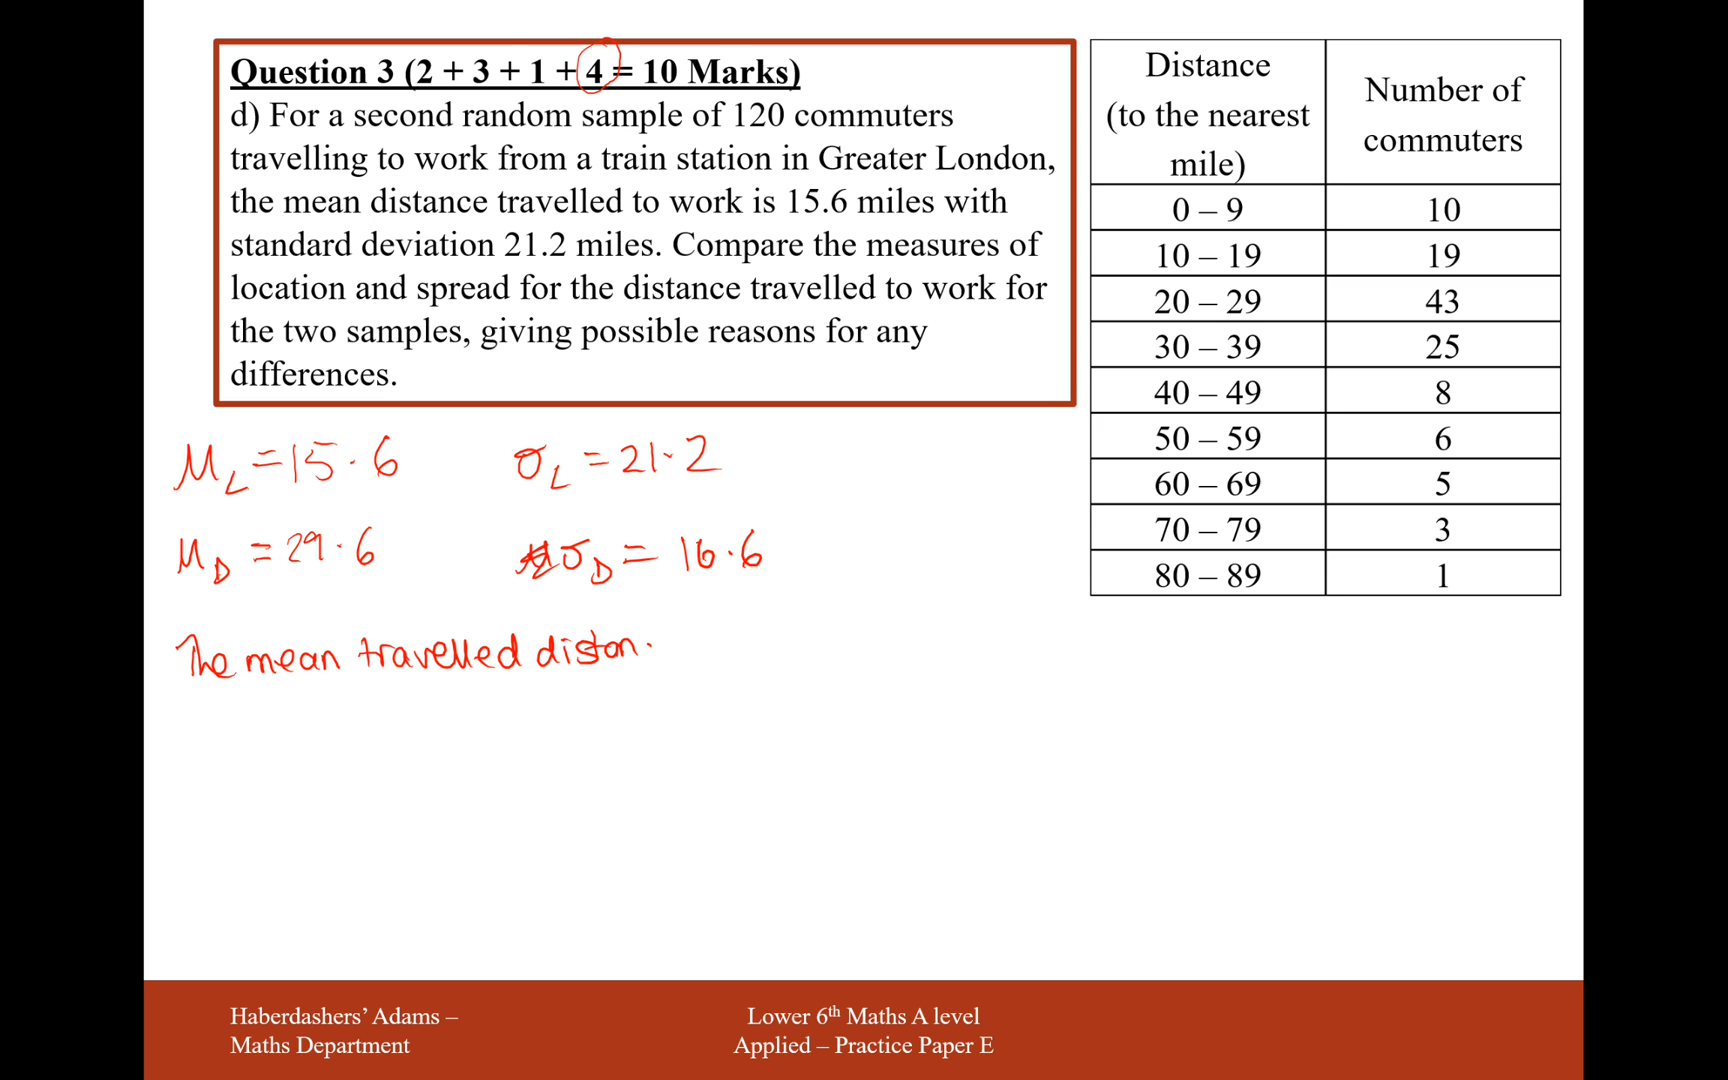 Question 3 (2 + 3 + 1 + 4 = 10 Marks)
d) For a second random sample of 120 commuters
travelling to work from a train station in Greater London,
the mean distance travelled to work is 15.6 miles with
standard deviation 21.2 miles. Compare the measures of
location and spread for the distance travelled to work for
the two samples, giving possible reasons for any
differences.
Distance
(to the nearest
mile)
Number of
commuters
0 – 9 10
10 – 19 19
20 – 29 43
30 – 39 25
40 – 49 8
50 – 59 6
60 – 69 5
70 – 79 3
80 – 89 1
μL = 15.6 σL = 21.2
μD = 29.6 σD = 16.6
The mean travelled distan.
Haberdashers’ Adams –
Maths Department
Lower 6th Maths A level
Applied – Practice Paper E